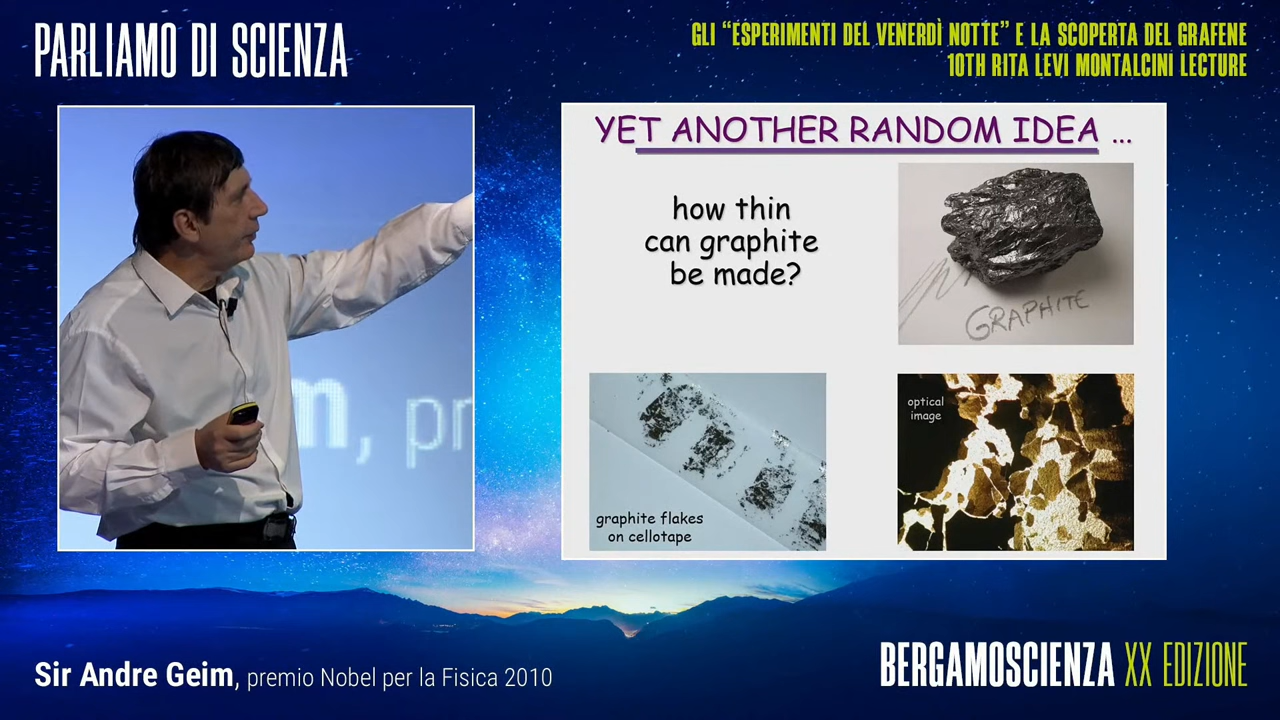 PARLIAMO DI SCIENZA
GLI “ESPERIMENTI DEL VENERDÌ NOTTE” E LA SCOPERTA DEL GRAFENE
10TH RITA LEVI MONTALCINI LECTURE
YET ANOTHER RANDOM IDEA ...
how thin
can graphite
be made?
GRAPHITE
m, pr
optical
image
graphite flakes
on cellotape
Sir Andre Geim, premio Nobel per la Fisica 2010
BERGAMOSCIENZA XX EDIZIONE